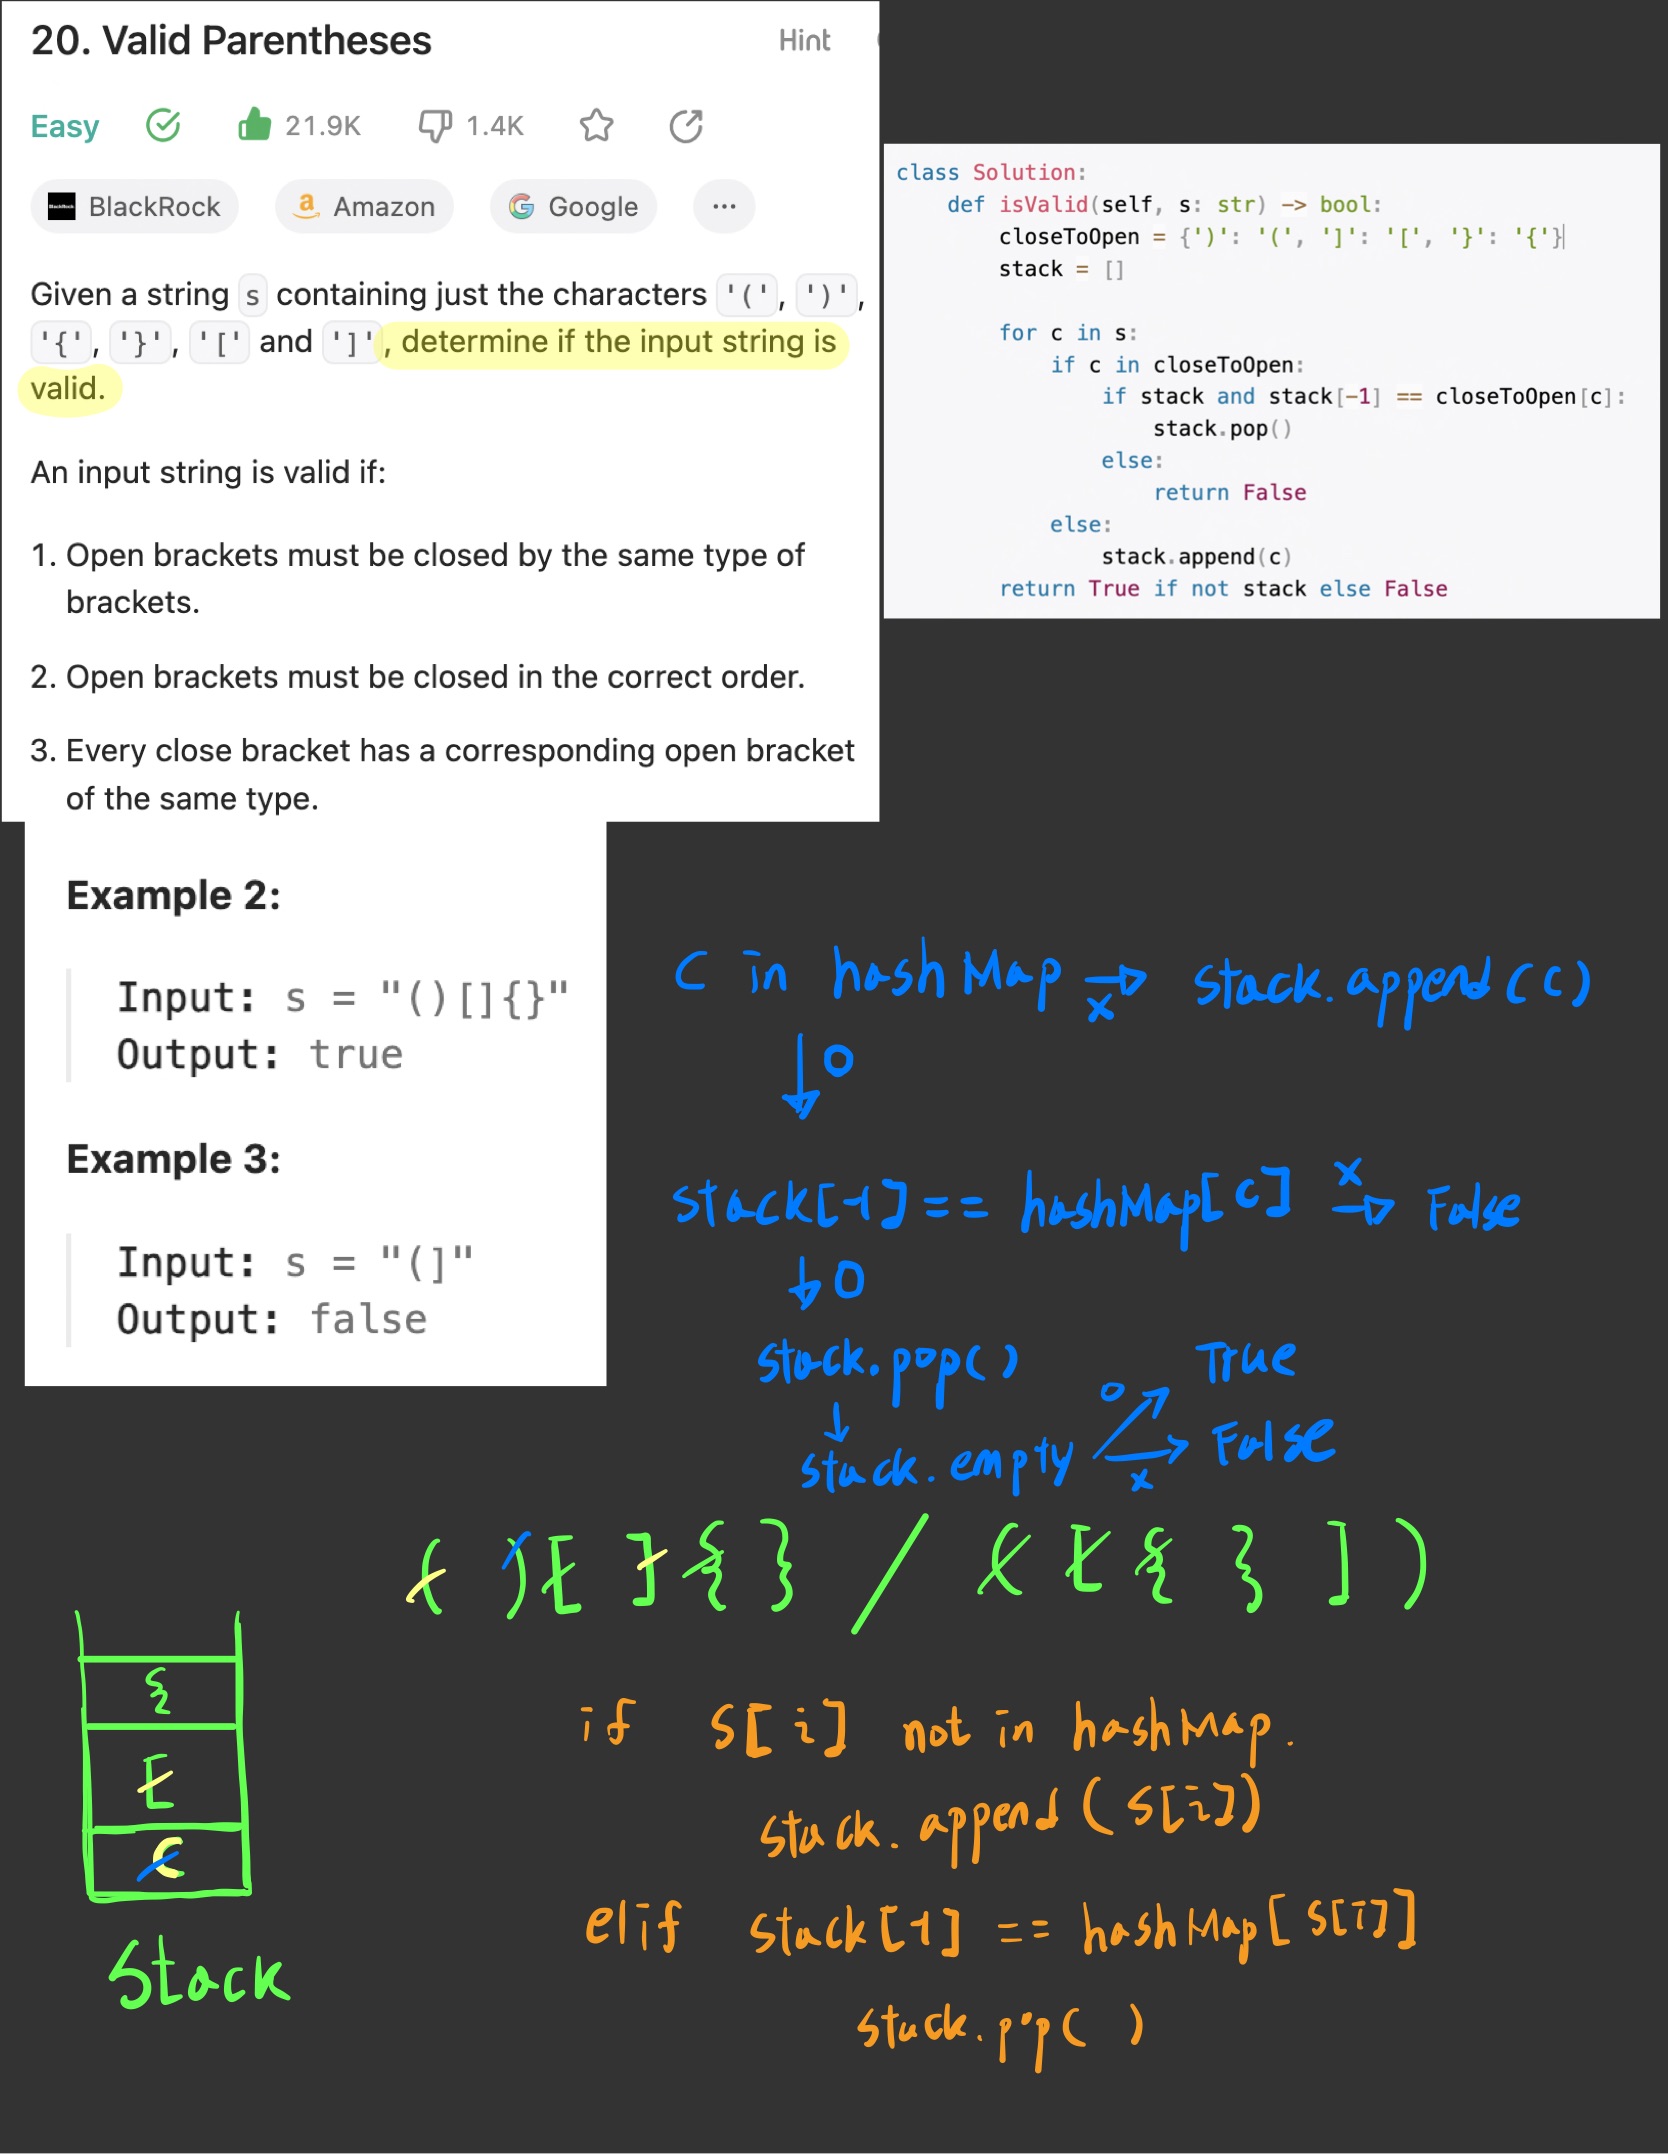 20. Valid Parentheses
Hint
Easy
21.9K
1.4K
BlackRock
Amazon
Google
...
Given a string s containing just the characters '(', ')',
'{', '}', '[' and ']', determine if the input string is
valid.
An input string is valid if:
1. Open brackets must be closed by the same type of
brackets.
2. Open brackets must be closed in the correct order.
3. Every close bracket has a corresponding open bracket
of the same type.
class Solution:
def isValid(self, s: str) -> bool:
closeToOpen = {')': '(', ']': '[', '}': '{'}
stack = []
for c in s:
if c in closeToOpen:
if stack and stack[-1] == closeToOpen[c]:
stack.pop()
else:
return False
else:
stack.append(c)
return True if not stack else False
Example 2:
Input: s = "()[]{}"
Output: true
Example 3:
Input: s = "(]"
Output: false
C in hashMap → x stack.append(c)
↓ O
stack[-1] == hashMap[c] x → False
↓ O
stack.pop()
↓
stack.empty
O → True
x → False
( ) [ ] { } / ( [ { } ] )
{
[
(
Stack
if s[i] not in hashMap.
stack.append(s[i])
elif stack[-1] == hashMap[s[i]]
stack.pop( )